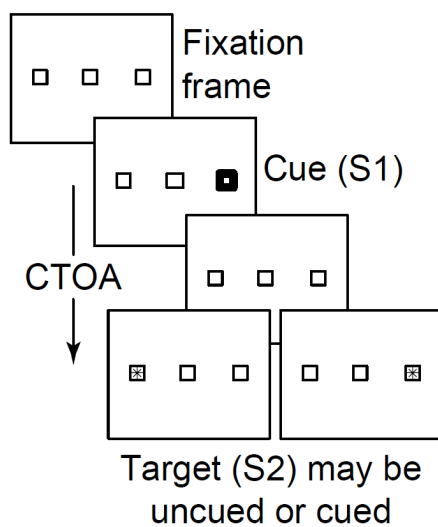 Fixation
frame
Cue (S1)
CTOA
Target (S2) may be
uncued or cued